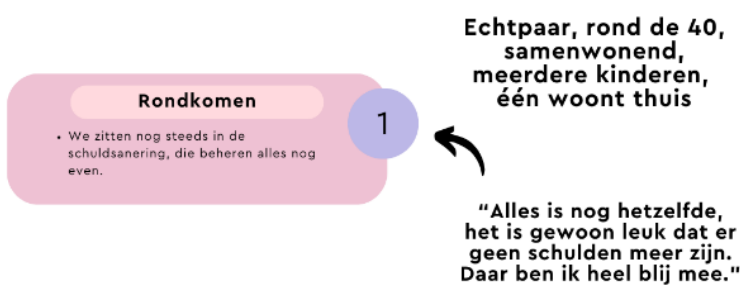 Echtpaar, rond de 40,
samenwonend,
meerdere kinderen,
één woont thuis
Rondkomen
• We zitten nog steeds in de
schuldsanering, die beheren alles nog
even.
1
“Alles is nog hetzelfde,
het is gewoon leuk dat er
geen schulden meer zijn.
Daar ben ik heel blij mee.”